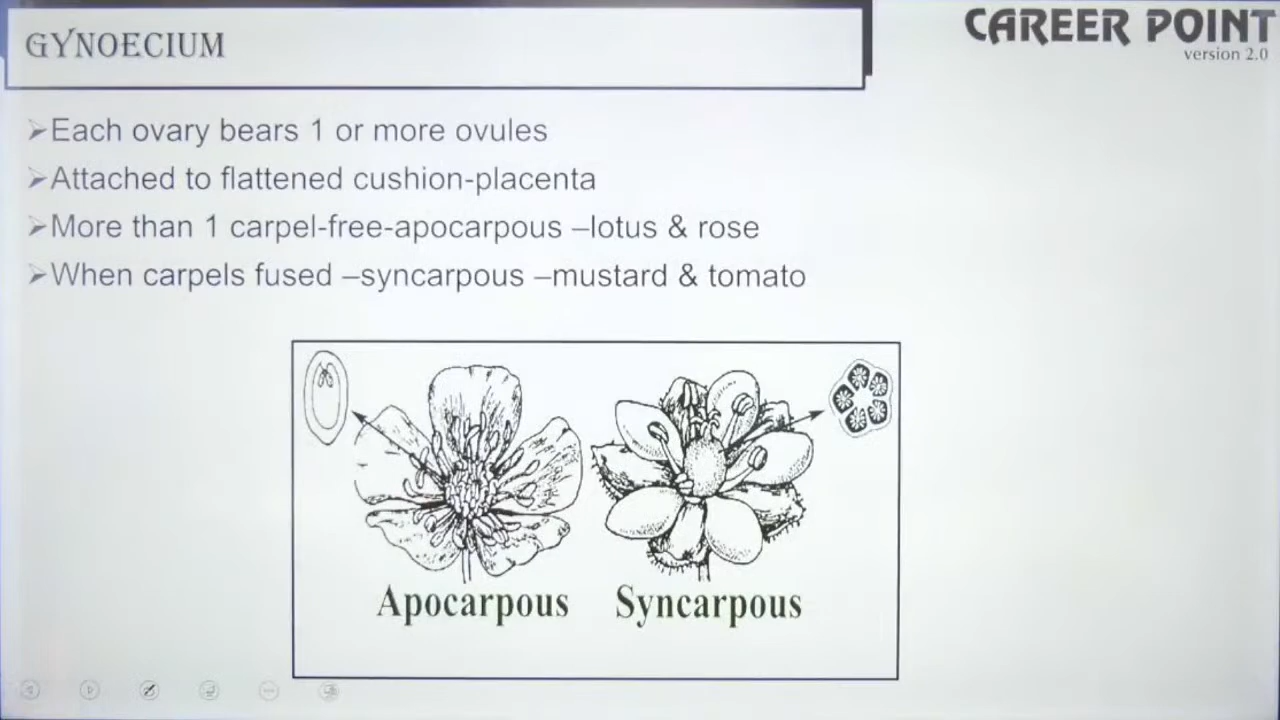 GYNOECIUM
CAREER POINT
version 2.0
➢Each ovary bears 1 or more ovules
➢Attached to flattened cushion-placenta
➢More than 1 carpel-free-apocarpous –lotus & rose
➢When carpels fused –syncarpous –mustard & tomato
Apocarpous Syncarpous